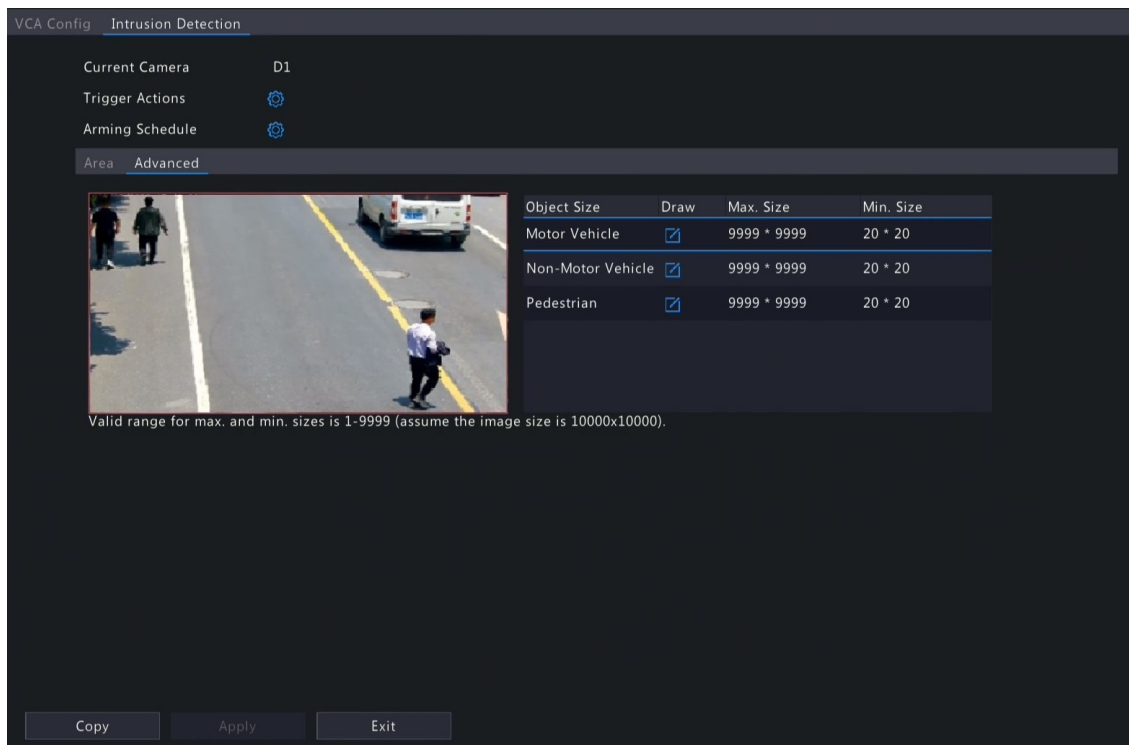 VCA Config Intrusion Detection
Current Camera D1
Trigger Actions
Arming Schedule
Area Advanced
Object Size Draw Max. Size Min. Size
Motor Vehicle 9999 * 9999 20 * 20
Non-Motor Vehicle 9999 * 9999 20 * 20
Pedestrian 9999 * 9999 20 * 20
Valid range for max. and min. sizes is 1-9999 (assume the image size is 10000x10000).
Copy Apply Exit